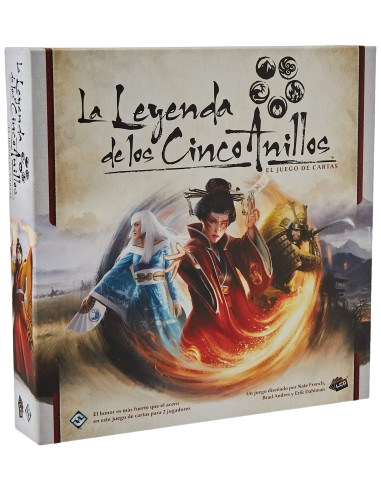 La Leyenda
de los Cinco Anillos
EL JUEGO DE CARTAS
El honor es más fuerte que el acero
en este juego de cartas para 2 jugadores
Un juego diseñado por Nate French,
Brad Andres y Erik Dahlman
LCG